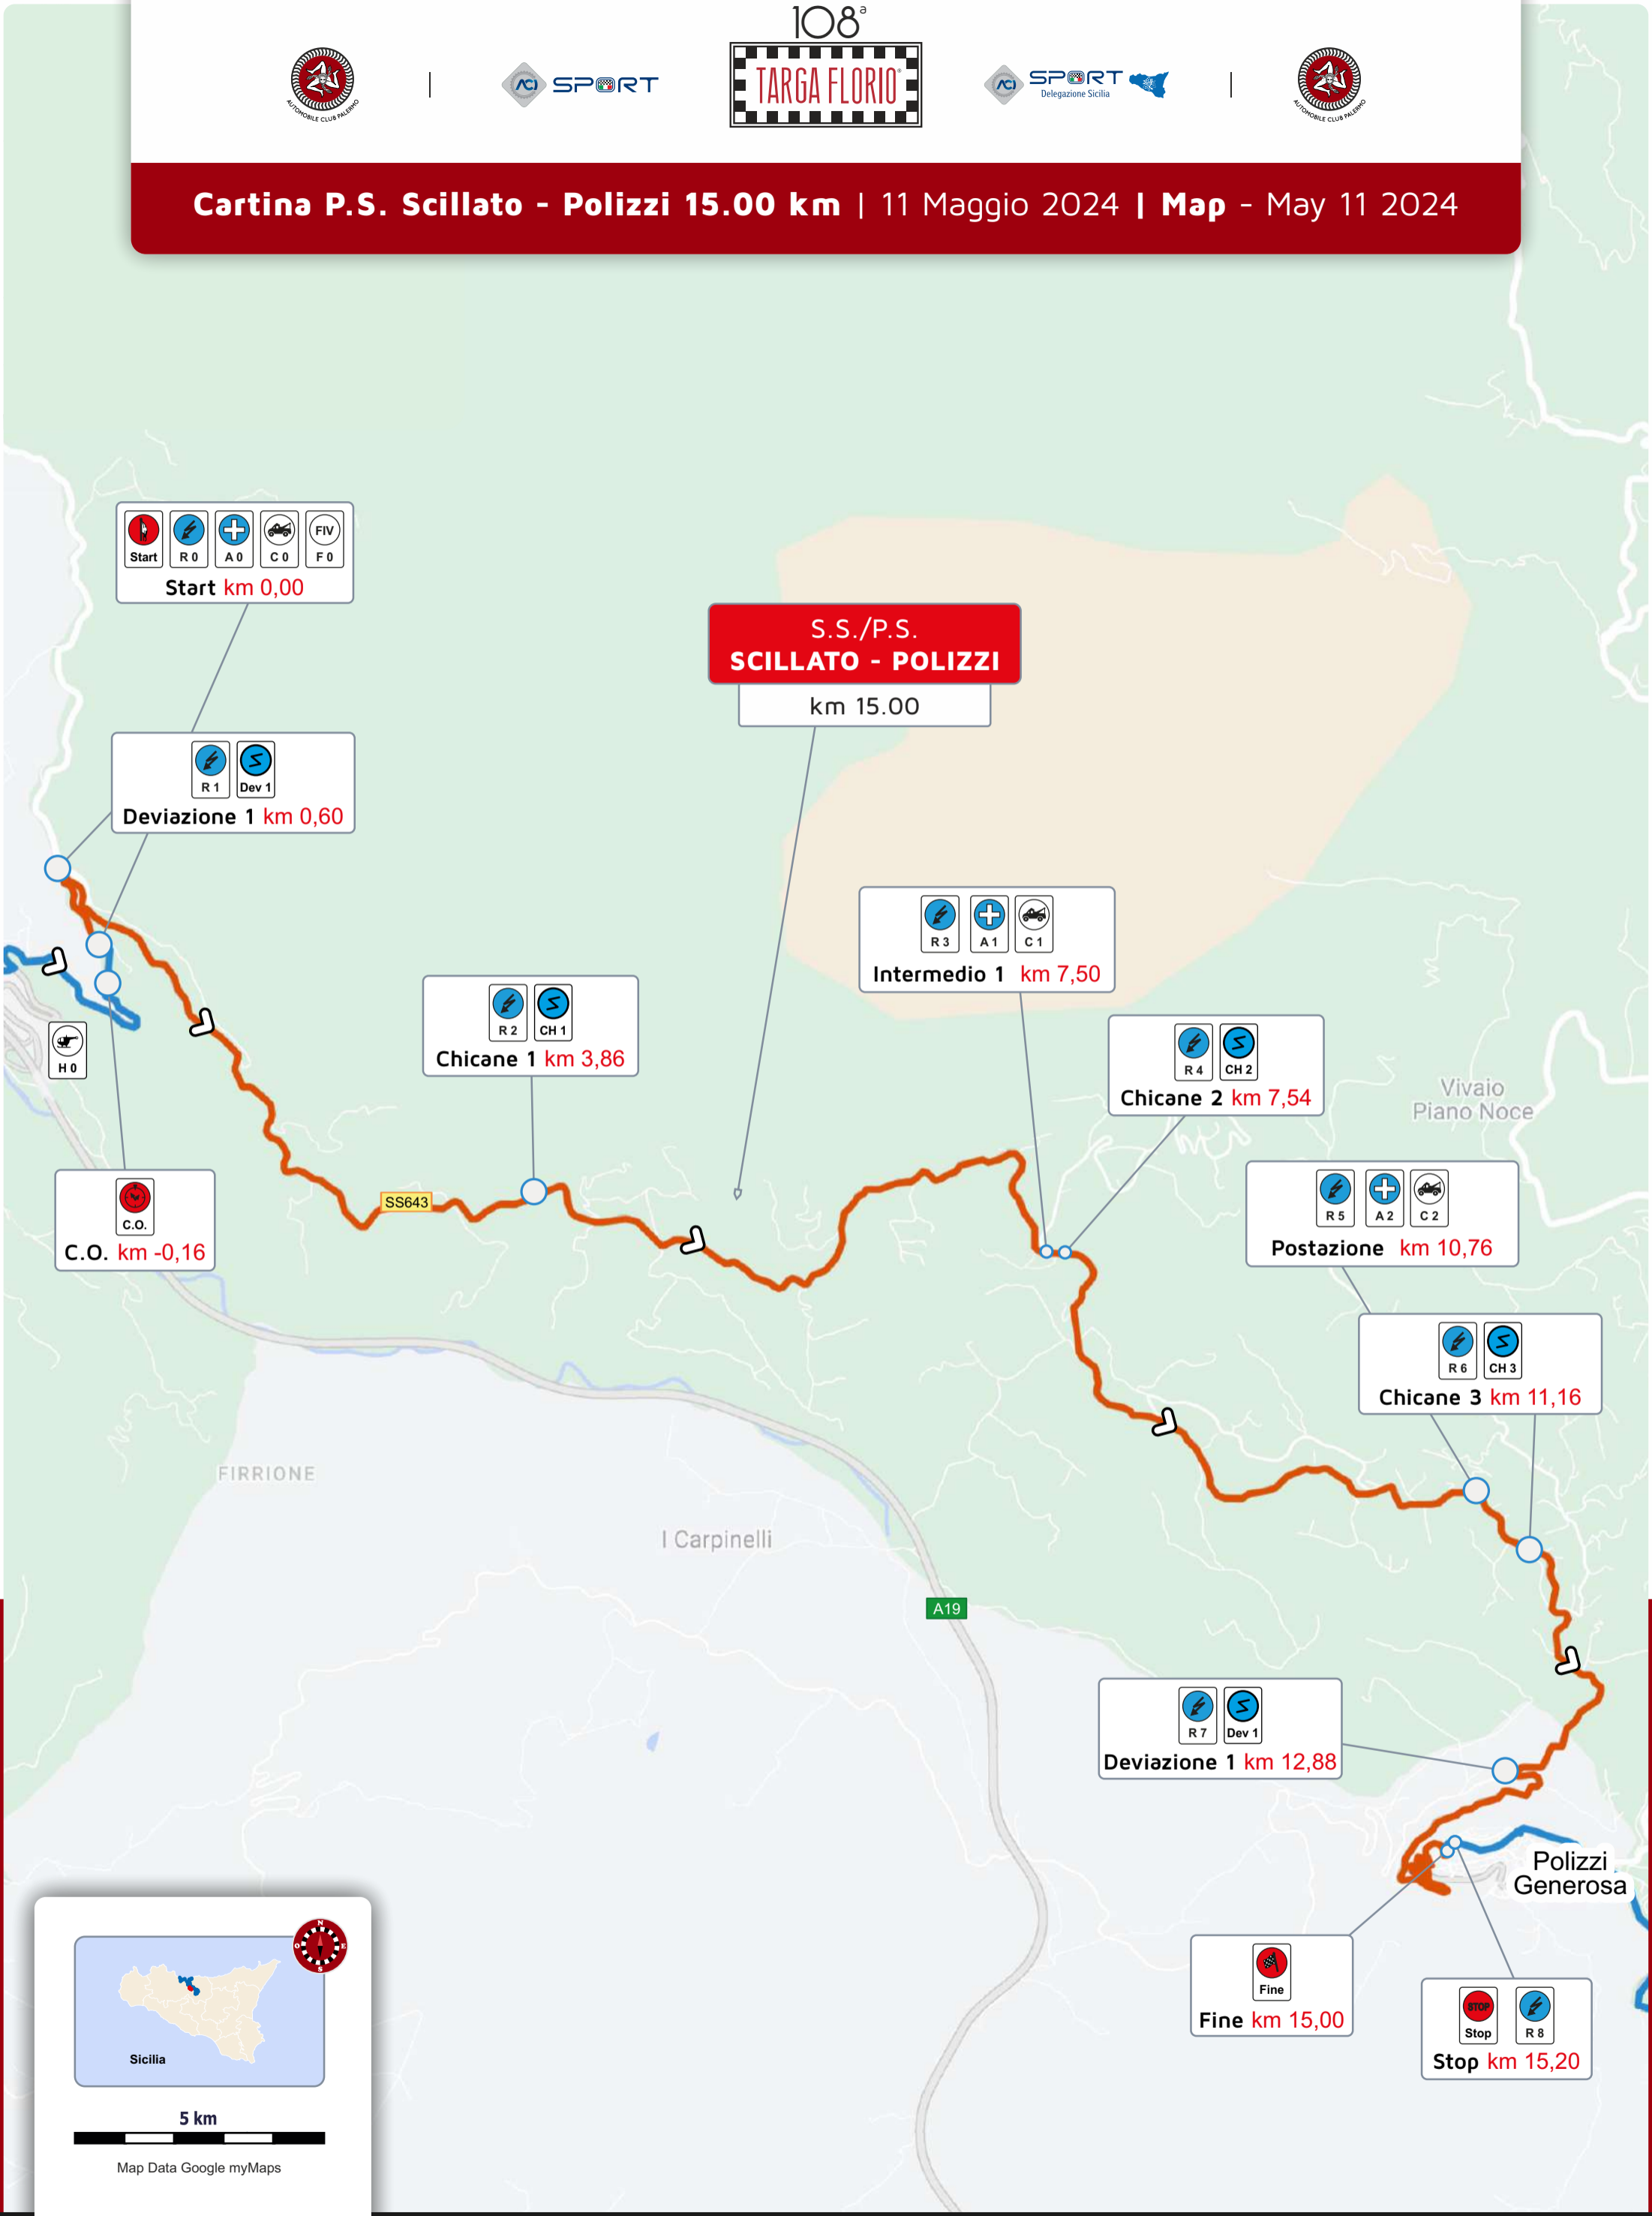 108ª
TARGA FLORIO®
AUTOMOBILE CLUB PALERMO
ACI SPORT
ACI SPORT
Delegazione Sicilia
AUTOMOBILE CLUB PALERMO
Cartina P.S. Scillato - Polizzi 15.00 km | 11 Maggio 2024 | Map - May 11 2024
FIV
Start R 0 A 0 C 0 F 0
Start km 0,00
S.S./P.S.
SCILLATO - POLIZZI
km 15.00
R 1 Dev 1
Deviazione 1 km 0,60
R 3 A 1 C 1
Intermedio 1 km 7,50
R 2 CH 1
Chicane 1 km 3,86
H 0
R 4 CH 2
Chicane 2 km 7,54
Vivaio
Piano Noce
C.O.
C.O. km -0,16
SS643
R 5 A 2 C 2
Postazione km 10,76
R 6 CH 3
Chicane 3 km 11,16
FIRRIONE
I Carpinelli
A19
R 7 Dev 1
Deviazione 1 km 12,88
Polizzi
Generosa
Fine
Fine km 15,00
STOP
Stop R 8
Stop km 15,20
N
O E
S
Sicilia
5 km
Map Data Google myMaps